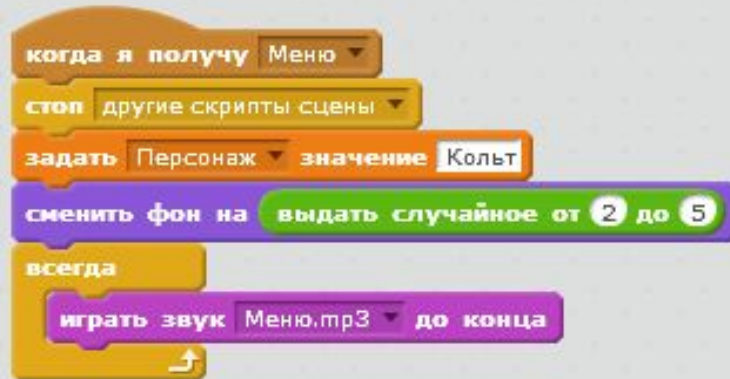 когда я получу Меню
стоп другие скрипты сцены
задать Персонаж значение Кольт
сменить фон на выдать случайное от 2 до 5
всегда
играть звук Меню.mp3 до конца